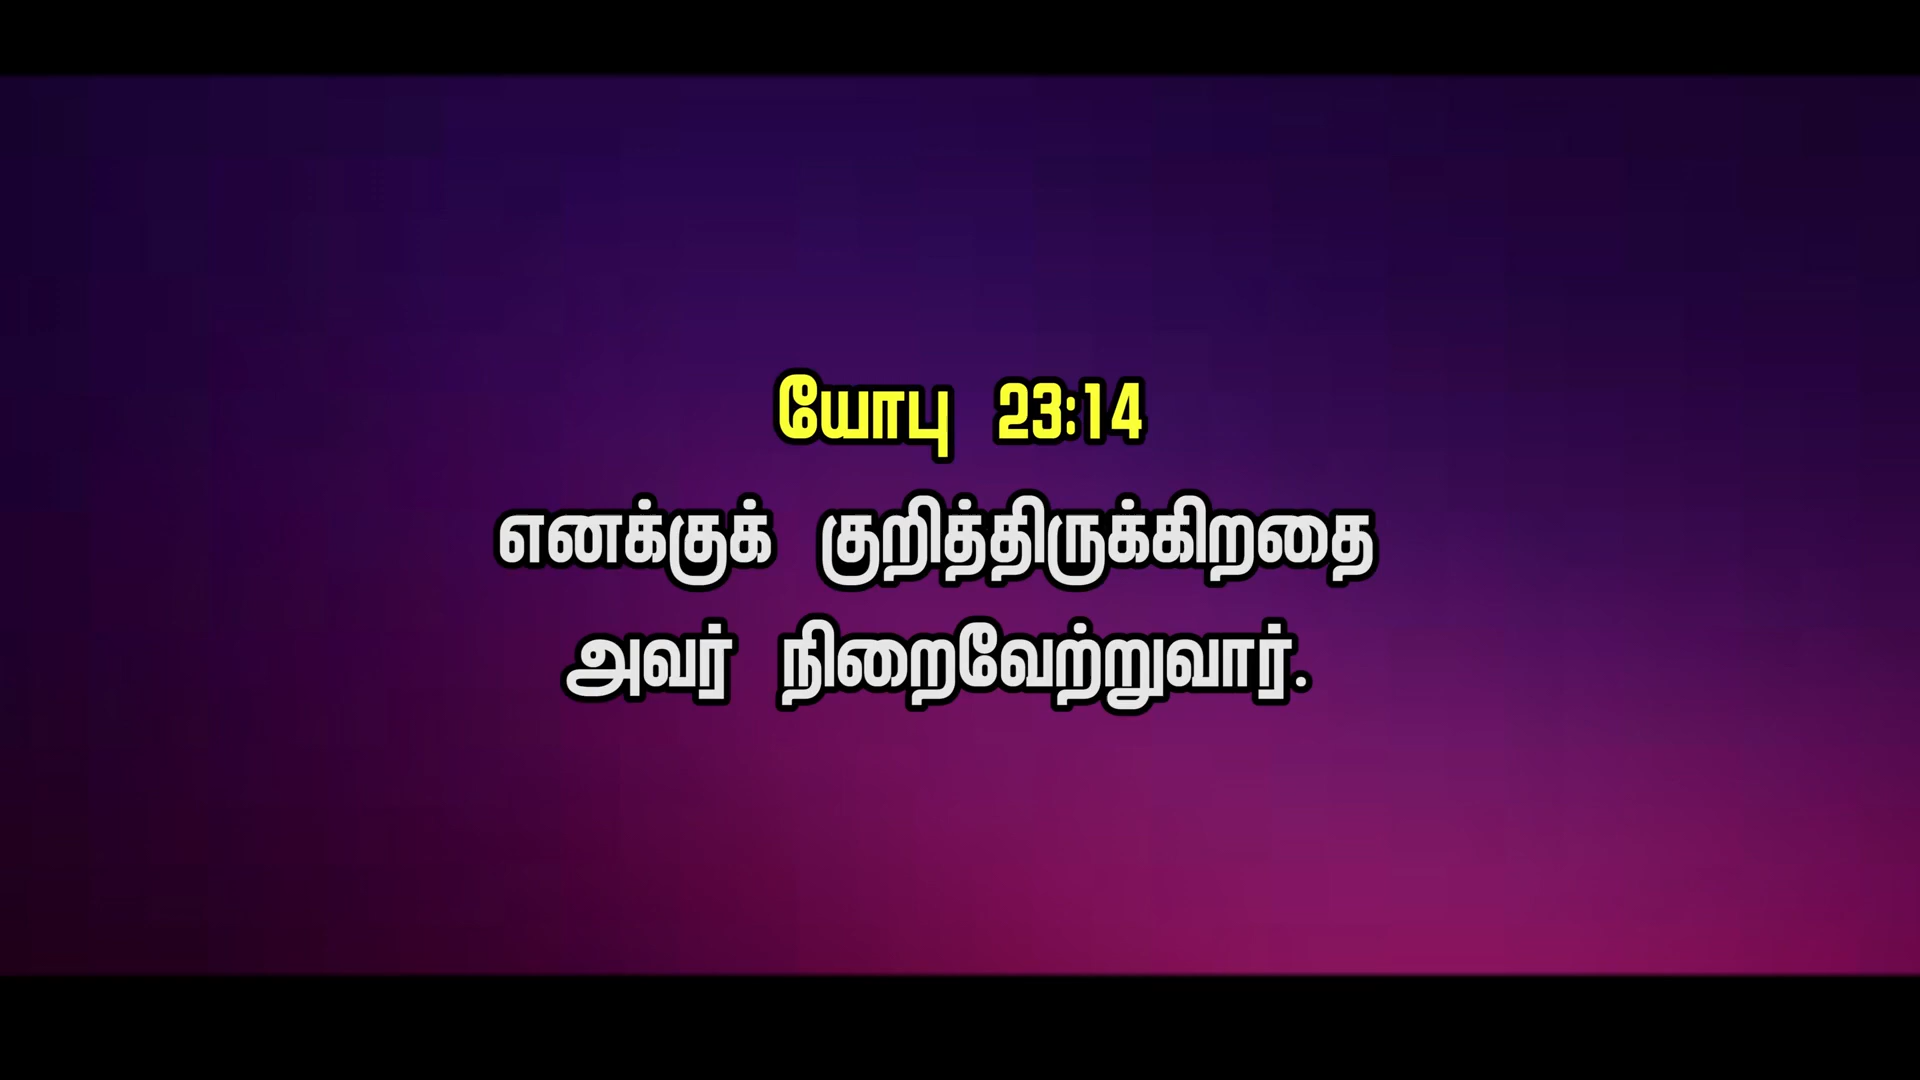 யோபு 23:14
எனக்குக் குறித்திருக்கிறதை
அவர் நிறைவேற்றுவார்.